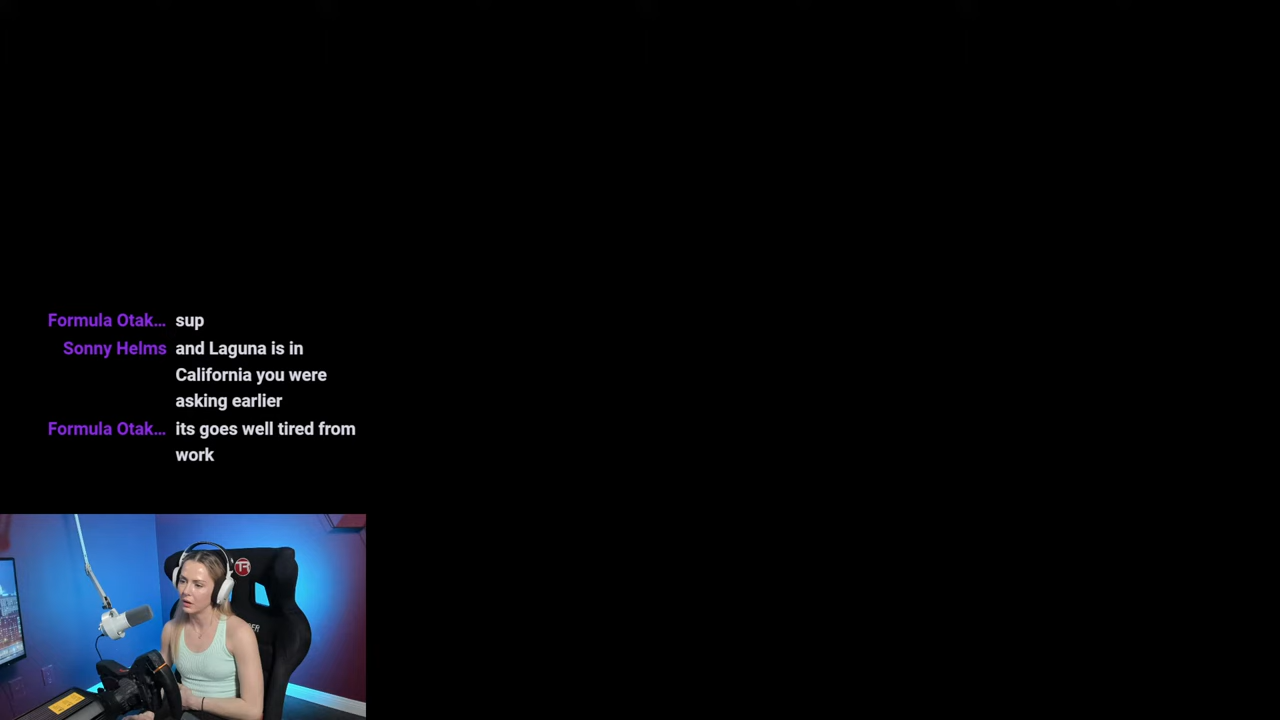 Formula Otak... sup
Sonny Helms and Laguna is in
California you were
asking earlier
Formula Otak... its goes well tired from
work